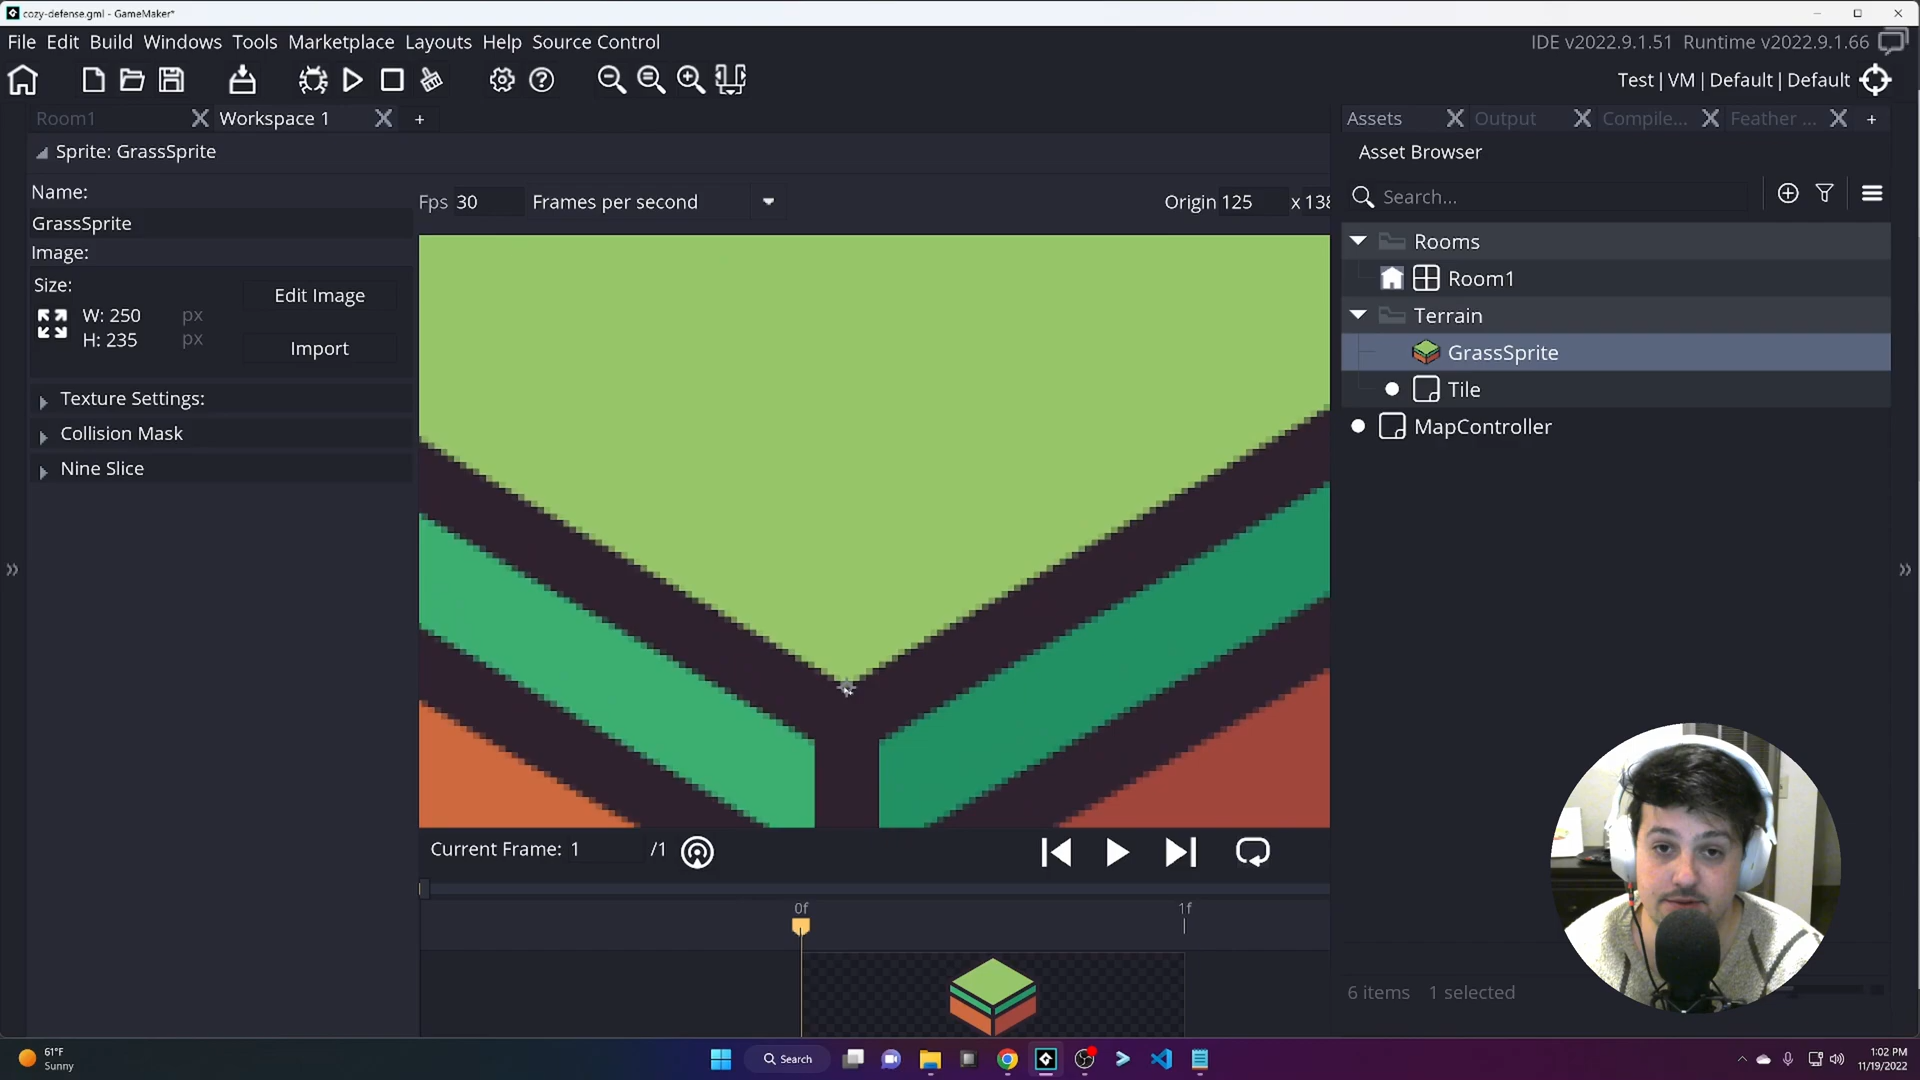 cozy-defense.gml - GameMaker*
File Edit Build Windows Tools Marketplace Layouts Help Source Control
IDE v2022.9.1.51 Runtime v2022.9.1.66
Test | VM | Default | Default
Room1
Workspace 1
+
Assets
Output
Compile...
Feather ...
+
Sprite: GrassSprite
Asset Browser
Name:
GrassSprite
Image:
Size:
W: 250 px
H: 235 px
Edit Image
Import
Texture Settings:
Collision Mask
Nine Slice
Fps 30
Frames per second
Origin 125 x 138
Search...
Rooms
Room1
Terrain
GrassSprite
Tile
MapController
Current Frame: 1 /1
0f
1f
6 items 1 selected
61°F
Sunny
Search
1:02 PM
11/19/2022